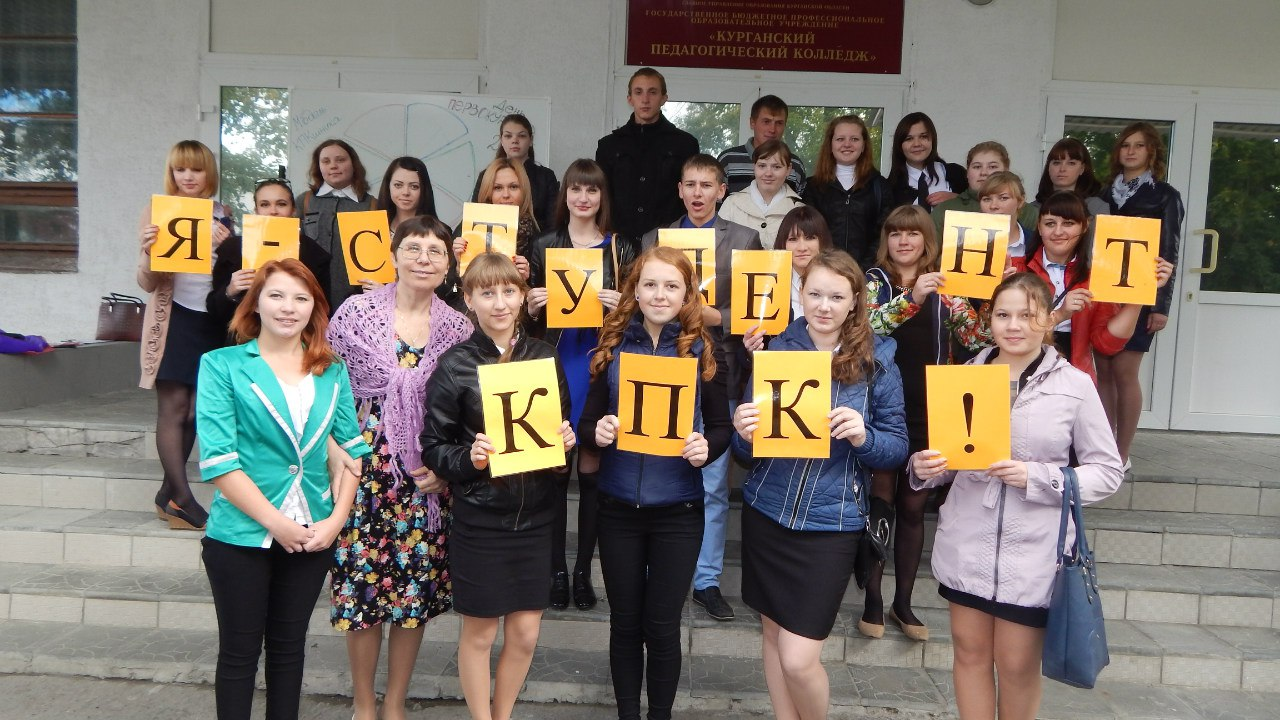 ГОСУДАРСТВЕННОЕ БЮДЖЕТНОЕ ПРОФЕССИОНАЛЬНОЕ
ОБРАЗОВАТЕЛЬНОЕ УЧРЕЖДЕНИЕ
«КУРГАНСКИЙ
ПЕДАГОГИЧЕСКИЙ КОЛЛЕДЖ»
Я - СТУДЕНТ
КПК!